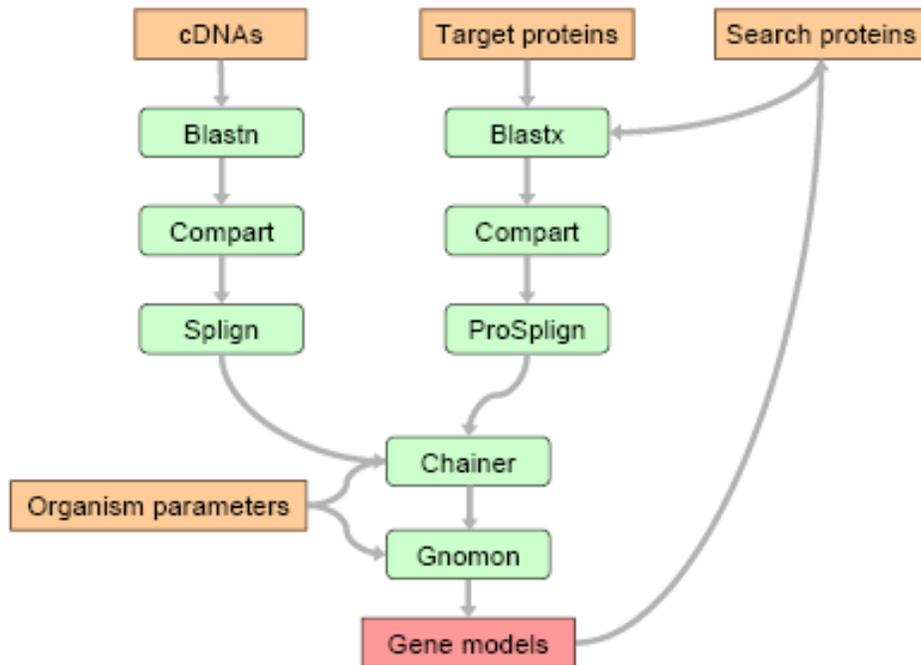 cDNAs
Target proteins
Search proteins
Blastn
Blastx
Compart
Compart
Splign
ProSplign
Chainer
Organism parameters
Gnomon
Gene models